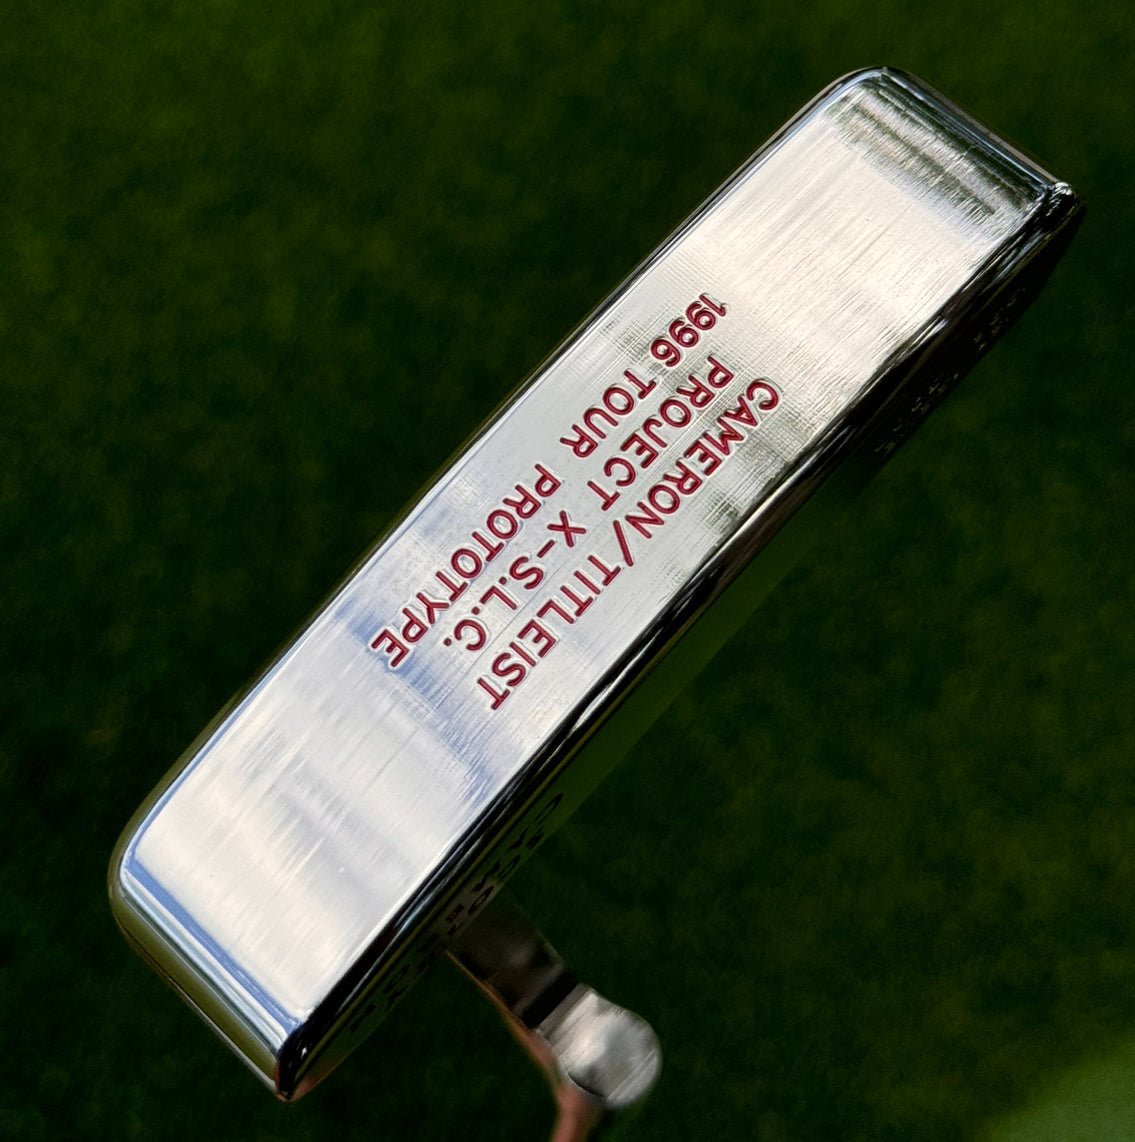 CAMERON/TITLEIST
PROJECT X-S.L.C.
1996 TOUR PROTOTYPE